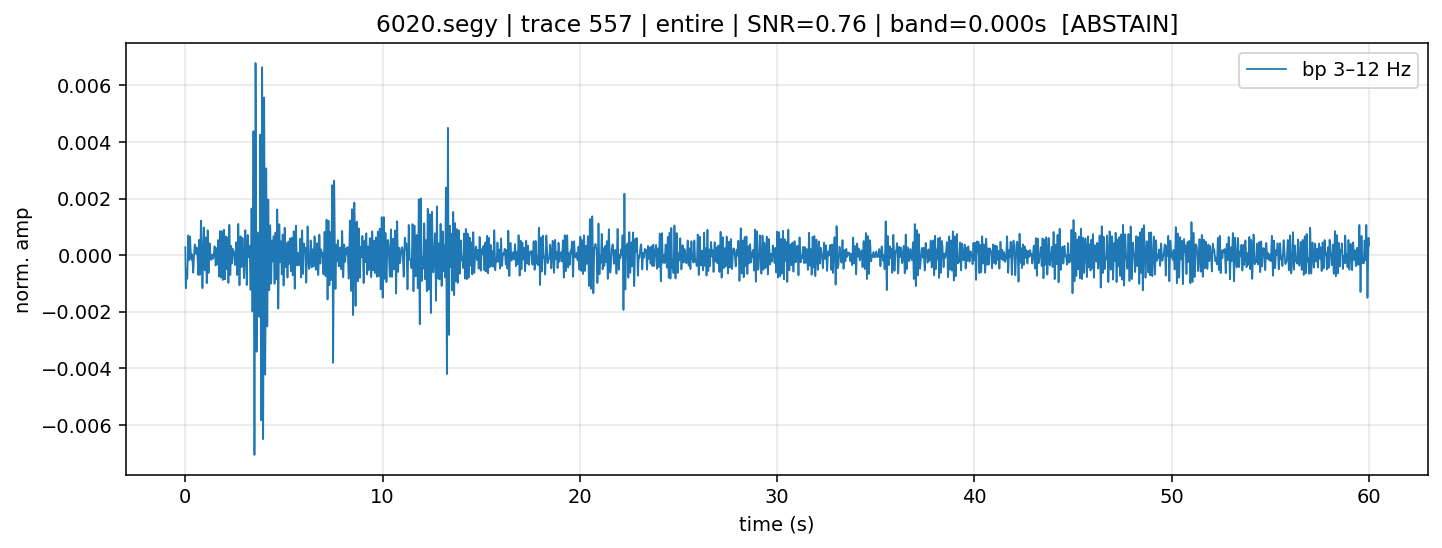 6020.segy | trace 557 | entire | SNR=0.76 | band=0.000s  [ABSTAIN]
bp 3–12 Hz
norm. amp
0.006
0.004
0.002
0.000
−0.002
−0.004
−0.006
0 10 20 30 40 50 60
time (s)